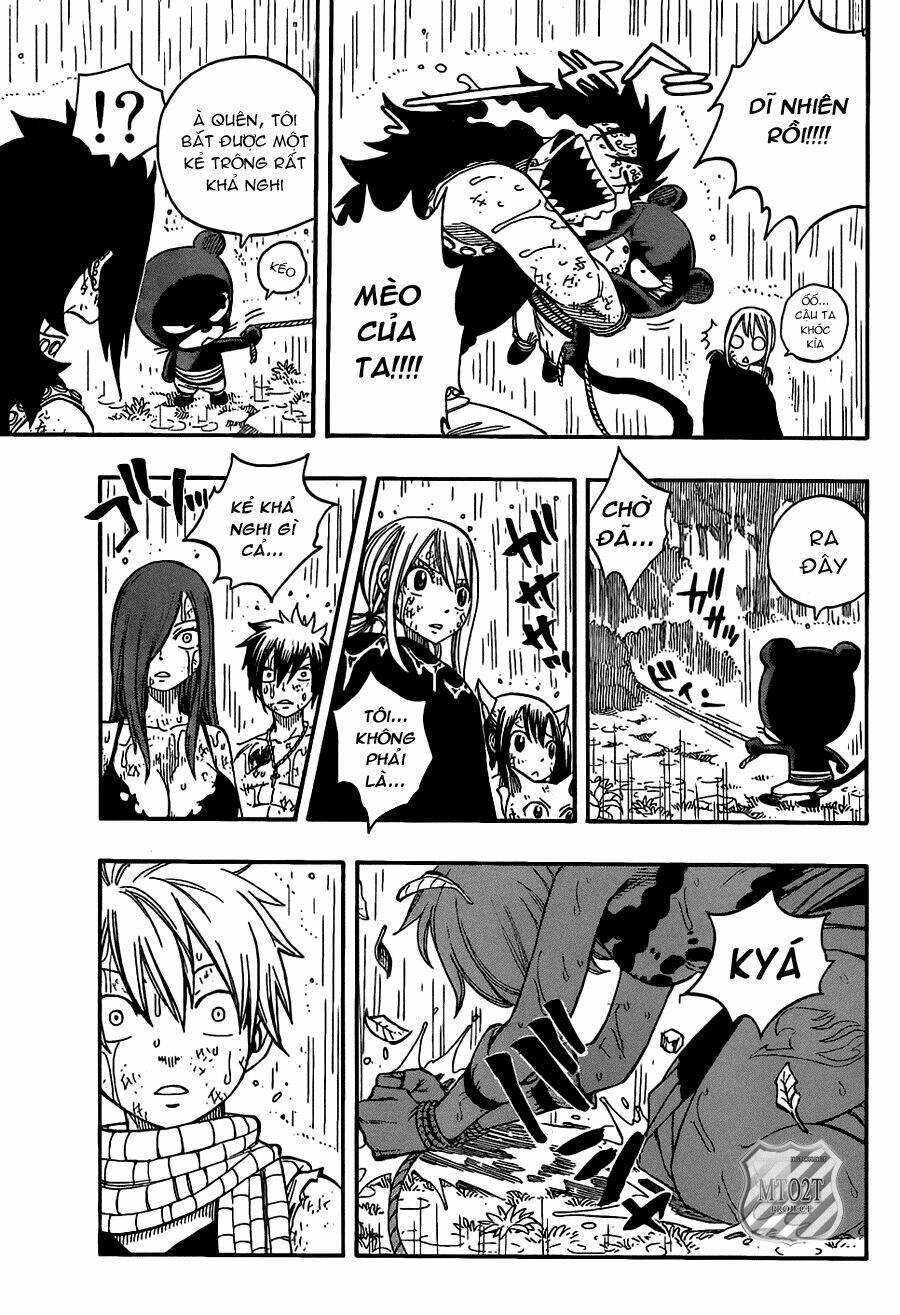 DĨ NHIÊN
RỒI!!!!
MÈO
CỦA
TA!!!!
ỐỐ...
CẬU TA
KHÓC
KÌA
À QUÊN, TÔI
BẮT ĐƯỢC MỘT
KẺ TRÔNG RẤT
KHẢ NGHI
KÉO
!?
RA
ĐÂY
CHỜ
ĐÃ...
TÔI...
KHÔNG
PHẢI
LÀ...
KẺ KHẢ
NGHI GÌ
CẢ...
KYÁ
MT02T
PROJECT